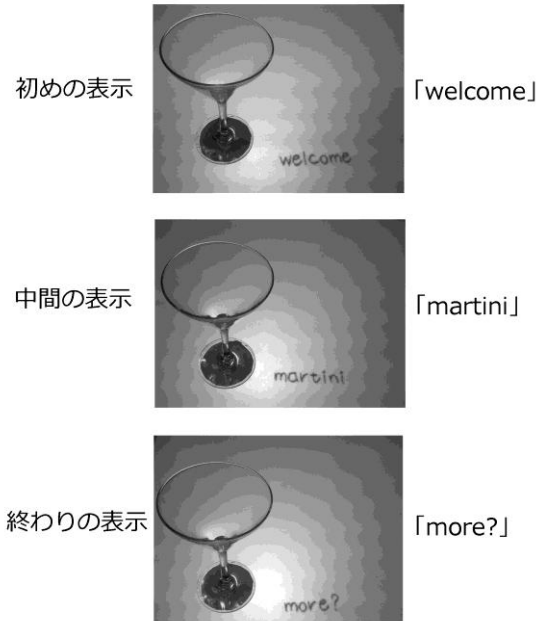 初めの表示
welcome
「welcome」
中間の表示
martini
「martini」
終わりの表示
more?
「more?」